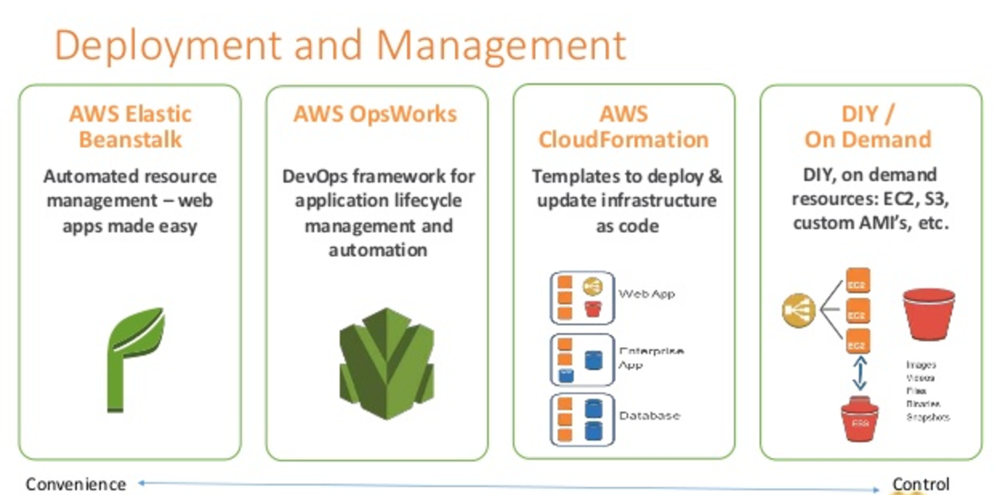 Deployment and Management
AWS Elastic
Beanstalk
Automated resource
management – web
apps made easy
AWS OpsWorks
DevOps framework for
application lifecycle
management and
automation
AWS
CloudFormation
Templates to deploy &
update infrastructure
as code
Web App
Enterprise
App
Database
DIY /
On Demand
DIY, on demand
resources: EC2, S3,
custom AMI’s, etc.
EC2
EC2
EC2
EBS
Images
Videos
Files
Binaries
Snapshots
Convenience
Control